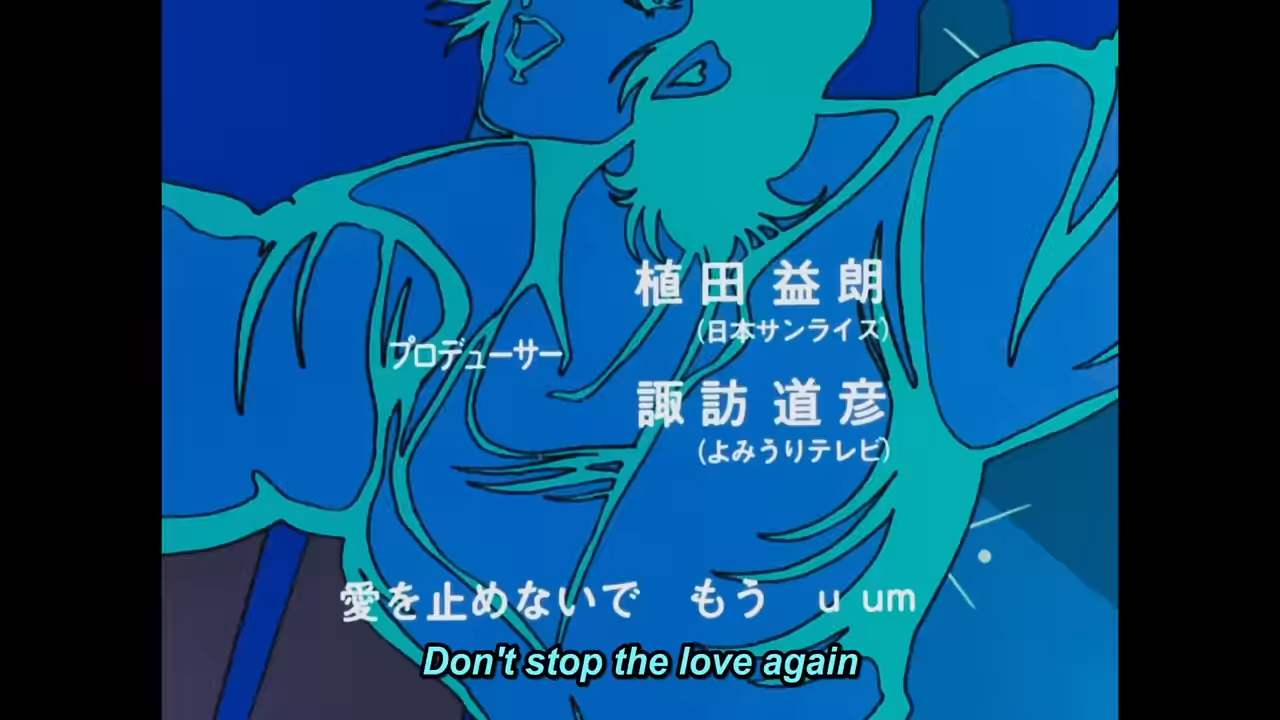 植田益朗
(日本サンライズ)
プロデューサー
諏訪道彦
(よみうりテレビ)
愛を止めないで もう u um
Don't stop the love again